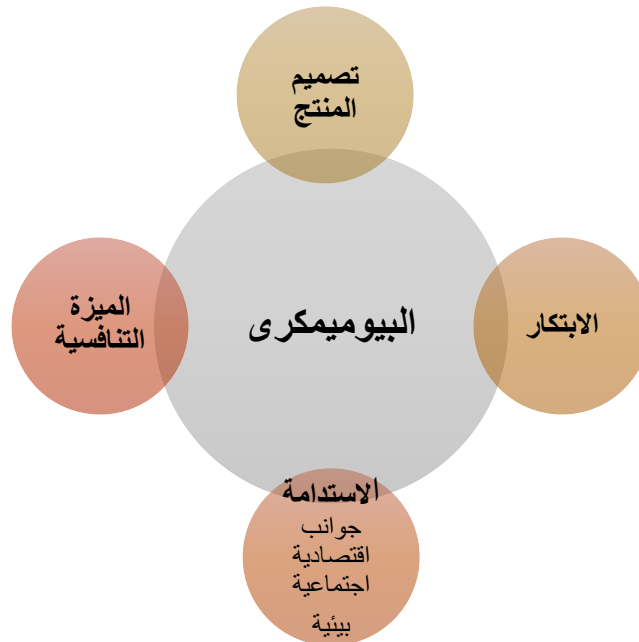 تصميم
المنتج
الابتكار
البيوميمكرى
الميزة
التنافسية
الاستدامة
جوانب
اقتصادية
اجتماعية
بيئية